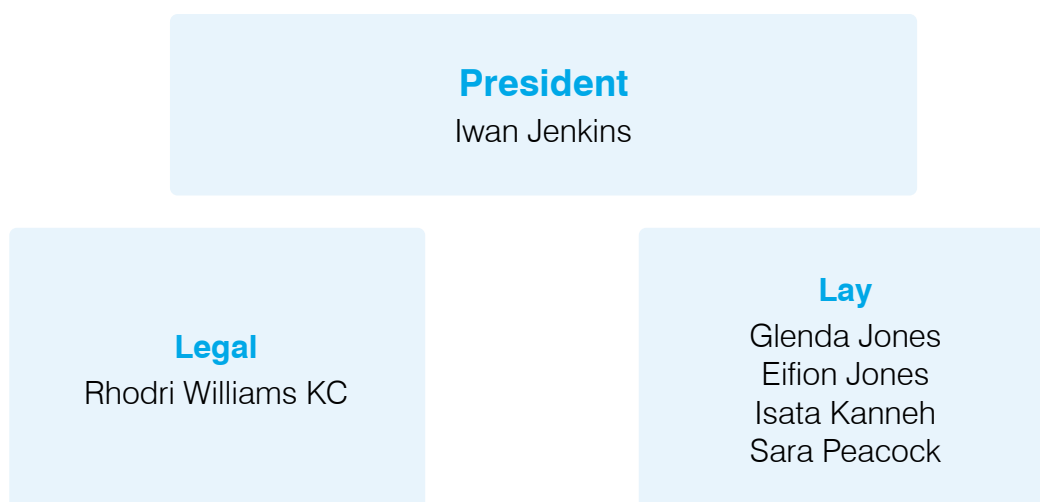 President
Iwan Jenkins
Legal
Rhodri Williams KC
Lay
Glenda Jones
Eifion Jones
Isata Kanneh
Sara Peacock